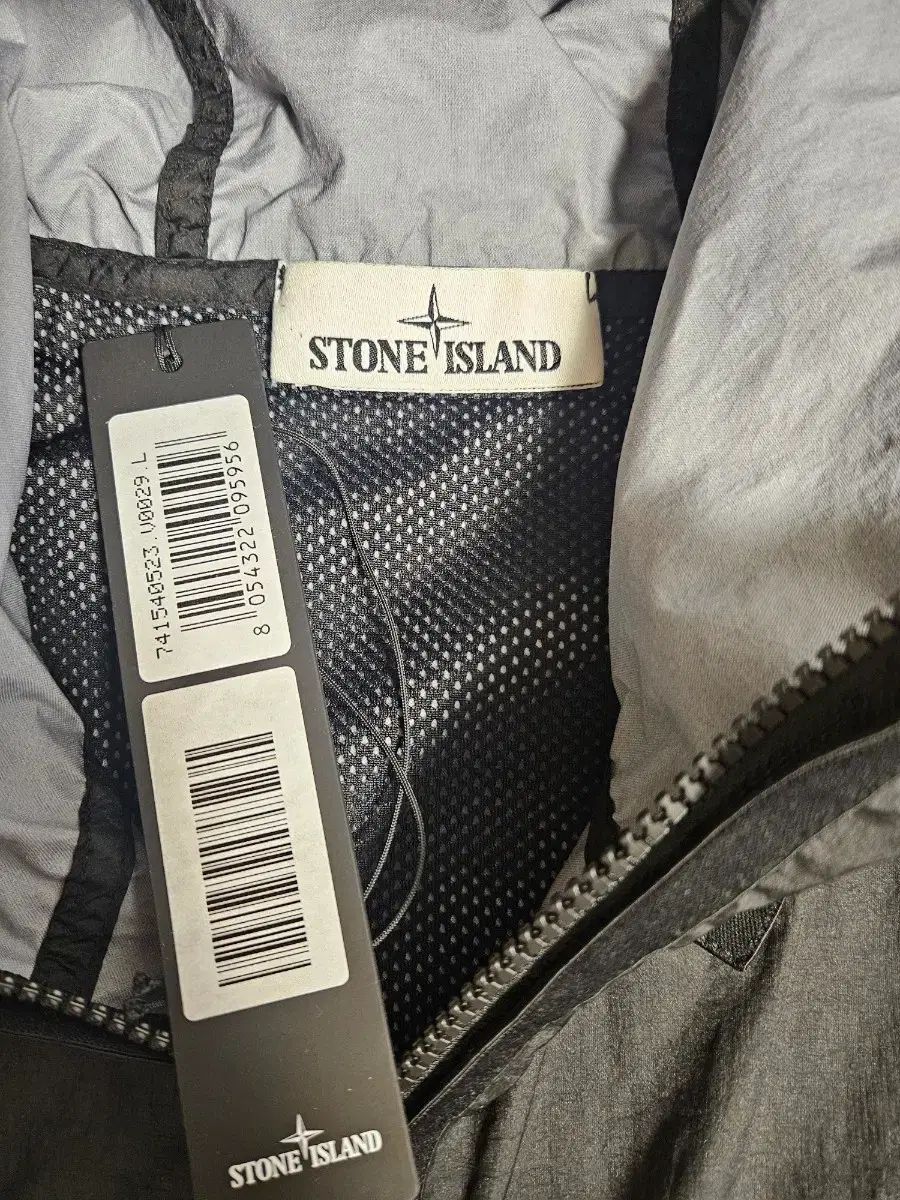 STONE ISLAND
741540523.V0029.L
8 054322 095956
STONE ISLAND